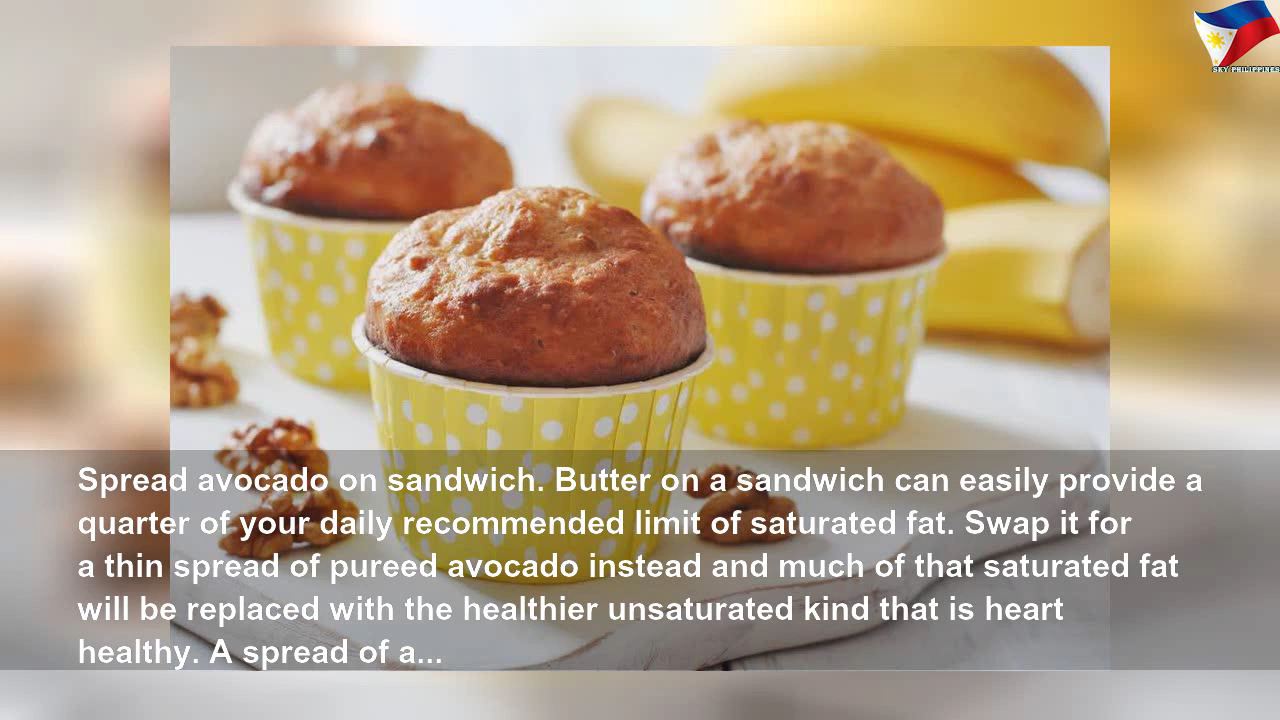 SKY PHILIPPINES
Spread avocado on sandwich. Butter on a sandwich can easily provide a
quarter of your daily recommended limit of saturated fat. Swap it for
a thin spread of pureed avocado instead and much of that saturated fat
will be replaced with the healthier unsaturated kind that is heart
healthy. A spread of a...